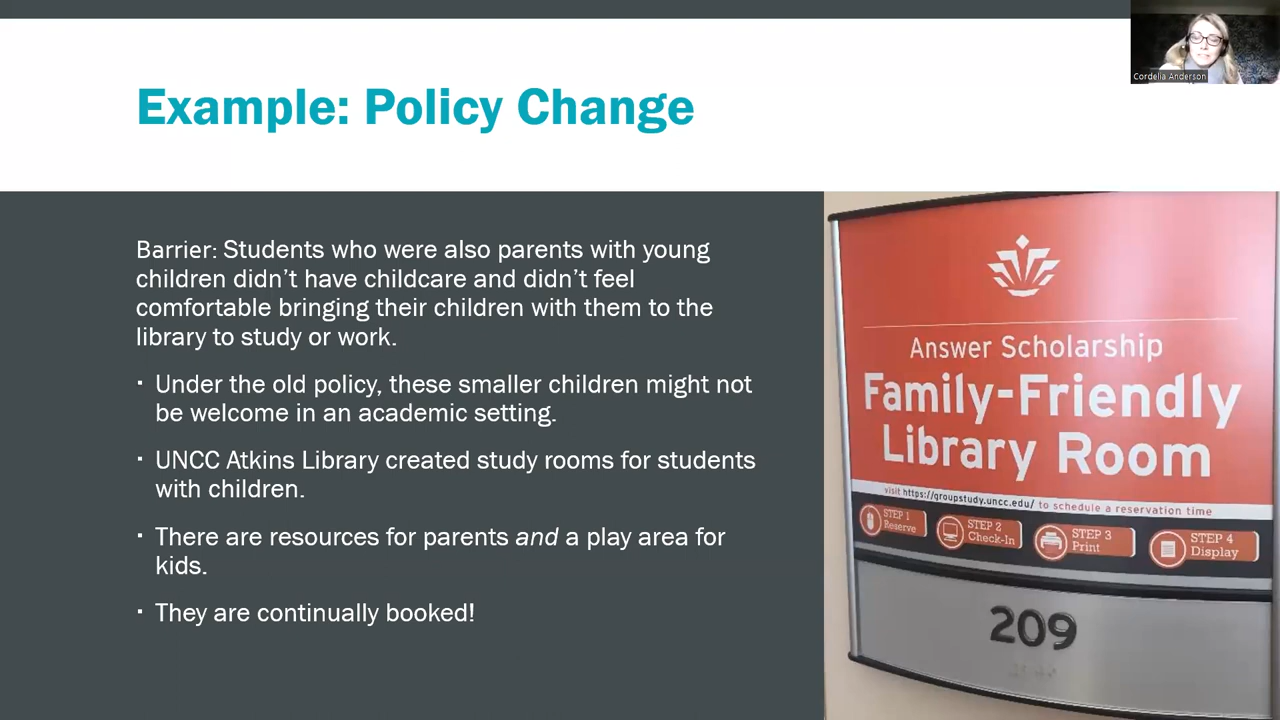 Cordelia Anderson
Example: Policy Change
Barrier: Students who were also parents with young
children didn’t have childcare and didn’t feel
comfortable bringing their children with them to the
library to study or work.
· Under the old policy, these smaller children might not
be welcome in an academic setting.
· UNCC Atkins Library created study rooms for students
with children.
· There are resources for parents and a play area for
kids.
· They are continually booked!
Answer Scholarship
Family-Friendly
Library Room
visit https://groupstudy.uncc.edu/ to schedule a reservation time
STEP 1
Reserve
STEP 2
Check-In
STEP 3
Print
STEP 4
Display
209